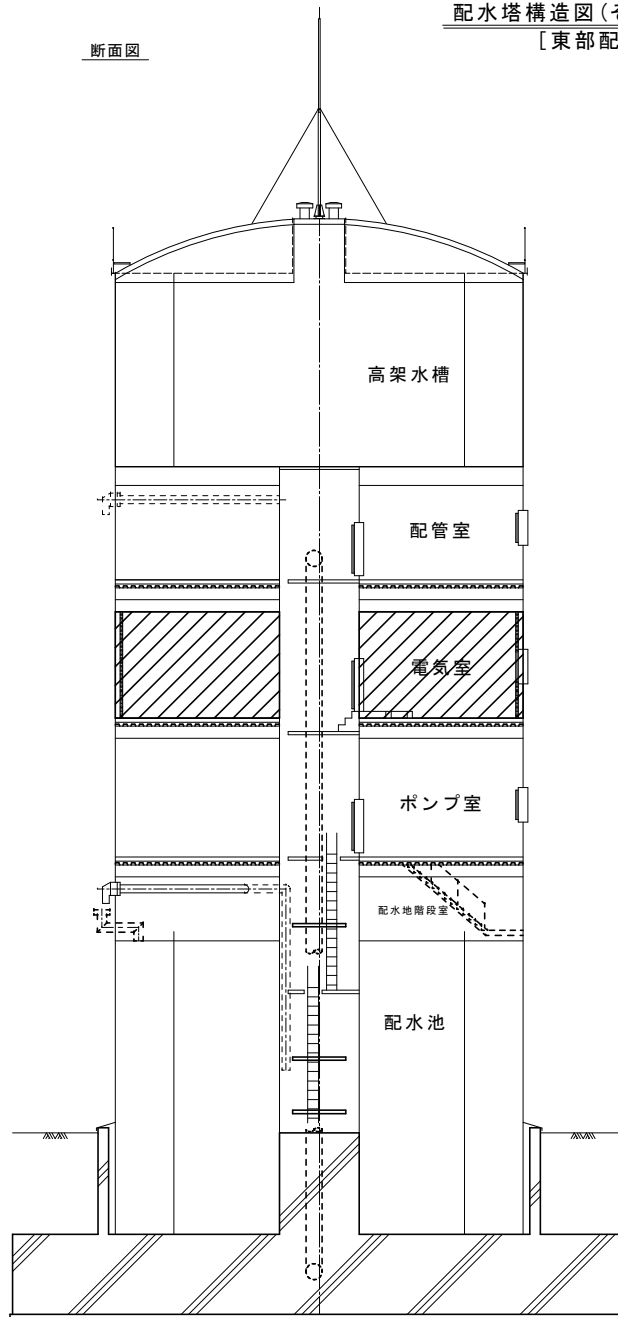 配水塔構造図(そ
[東部配
断面図
高架水槽
配管室
電気室
ポンプ室
配水地階段室
配水池